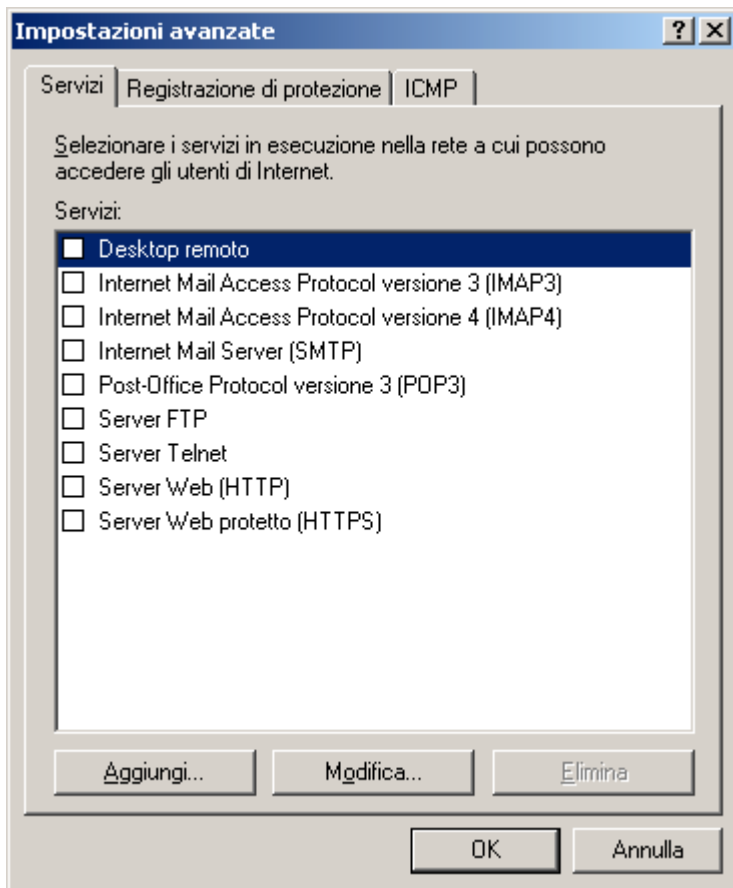 Impostazioni avanzate
Servizi
Registrazione di protezione
ICMP
Selezionare i servizi in esecuzione nella rete a cui possono
accedere gli utenti di Internet.
Servizi:
Desktop remoto
Internet Mail Access Protocol versione 3 (IMAP3)
Internet Mail Access Protocol versione 4 (IMAP4)
Internet Mail Server (SMTP)
Post-Office Protocol versione 3 (POP3)
Server FTP
Server Telnet
Server Web (HTTP)
Server Web protetto (HTTPS)
Aggiungi...
Modifica...
Elimina
OK
Annulla